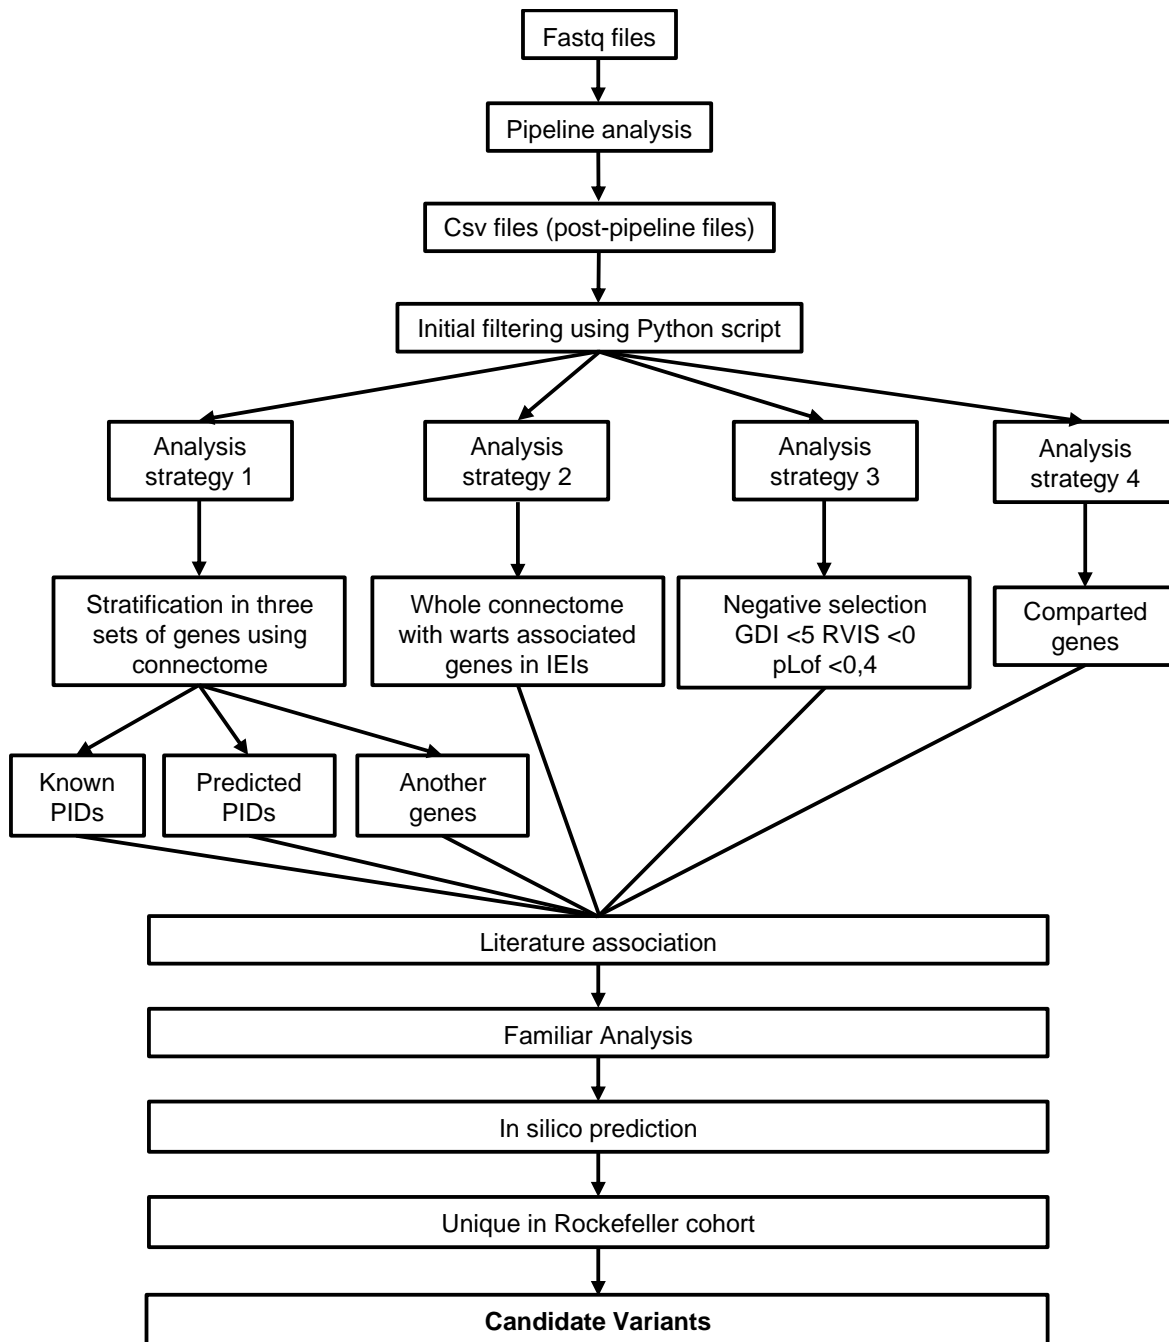 Fastq files
Pipeline analysis
Csv files (post-pipeline files)
Initial filtering using Python script
Analysis
strategy 1
Analysis
strategy 2
Analysis
strategy 3
Analysis
strategy 4
Stratification in three
sets of genes using
connectome
Whole connectome
with warts associated
genes in IEIs
Negative selection
GDI <5 RVIS <0
pLof <0,4
Comparted
genes
Known
PIDs
Predicted
PIDs
Another
genes
Literature association
Familiar Analysis
In silico prediction
Unique in Rockefeller cohort
Candidate Variants